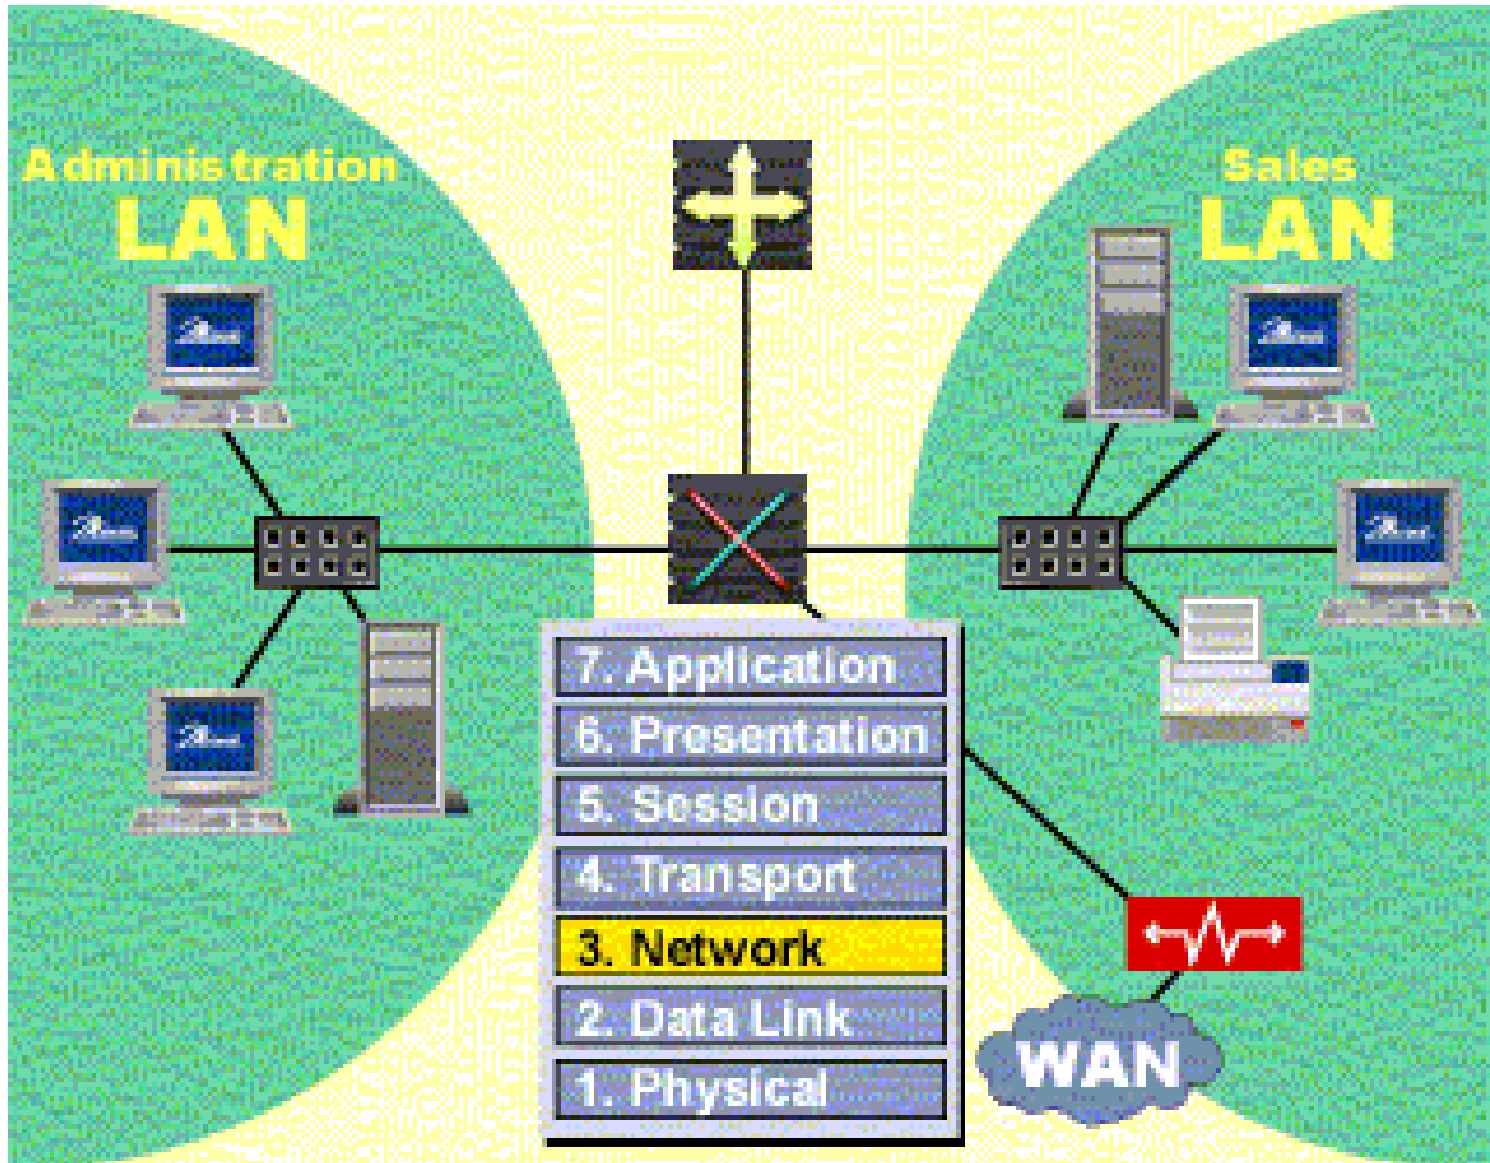 Administration
LAN
Sales
LAN
7. Application
6. Presentation
5. Session
4. Transport
3. Network
2. Data Link
1. Physical
WAN